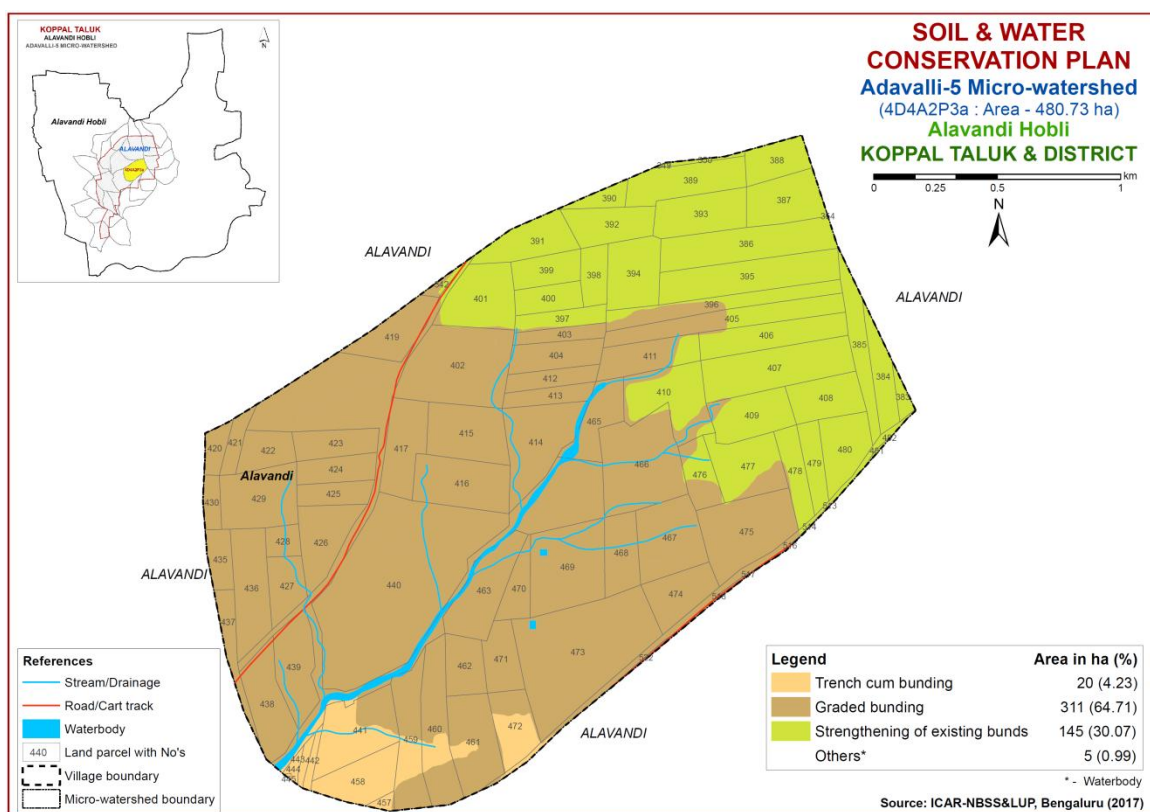 KOPPAL TALUK
ALAVANDI HOBLI
ADAVALLI-5 MICRO-WATERSHED
N
Alavandi Hobli
ALAVANDI
4D4A2P3a
SOIL & WATER
CONSERVATION PLAN
Adavalli-5 Micro-watershed
(4D4A2P3a : Area - 480.73 ha)
Alavandi Hobli
KOPPAL TALUK & DISTRICT
km
0 0.25 0.5 1
N
388
389
390
387
393
392
391
386
399
398
394
395
401
400
397
396
405
403
406
419
402
404
411
385
407
412
384
413
410
408
383
409
465
415
414
417
420
421
422
423
466
480
424
476
477
478
479
416
Alavandi
429
425
430
428
426
475
467
468
469
435
436
427
440
463
470
474
437
462
471
473
439
438
472
441
460
459
461
443
442
444
458
457
ALAVANDI
ALAVANDI
ALAVANDI
ALAVANDI
References
Stream/Drainage
Road/Cart track
Waterbody
440 Land parcel with No's
Village boundary
Micro-watershed boundary
Legend Area in ha (%)
Trench cum bunding 20 (4.23)
Graded bunding 311 (64.71)
Strengthening of existing bunds 145 (30.07)
Others* 5 (0.99)
* - Waterbody
Source: ICAR-NBSS&LUP, Bengaluru (2017)